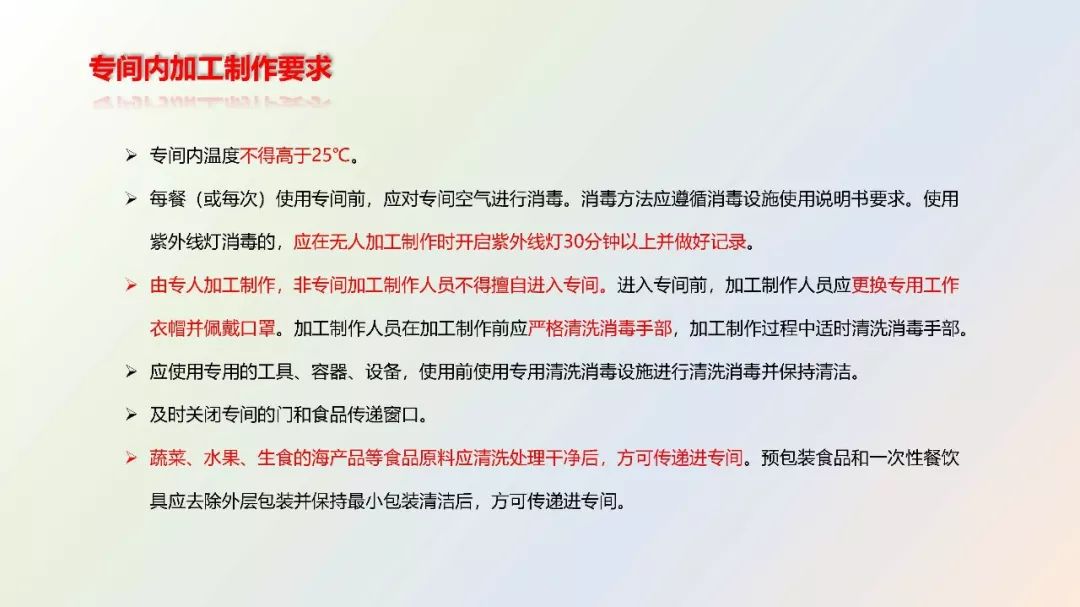 专间内加工制作要求
➢ 专间内温度不得高于25℃。
➢ 每餐（或每次）使用专间前，应对专间空气进行消毒。消毒方法应遵循消毒设施使用说明书要求。使用
紫外线灯消毒的，应在无人加工制作时开启紫外线灯30分钟以上并做好记录。
➢ 由专人加工制作，非专间加工制作人员不得擅自进入专间。进入专间前，加工制作人员应更换专用工作
衣帽并佩戴口罩。加工制作人员在加工制作前应严格清洗消毒手部，加工制作过程中适时清洗消毒手部。
➢ 应使用专用的工具、容器、设备，使用前使用专用清洗消毒设施进行清洗消毒并保持清洁。
➢ 及时关闭专间的门和食品传递窗口。
➢ 蔬菜、水果、生食的海产品等食品原料应清洗处理干净后，方可传递进专间。预包装食品和一次性餐饮
具应去除外层包装并保持最小包装清洁后，方可传递进专间。